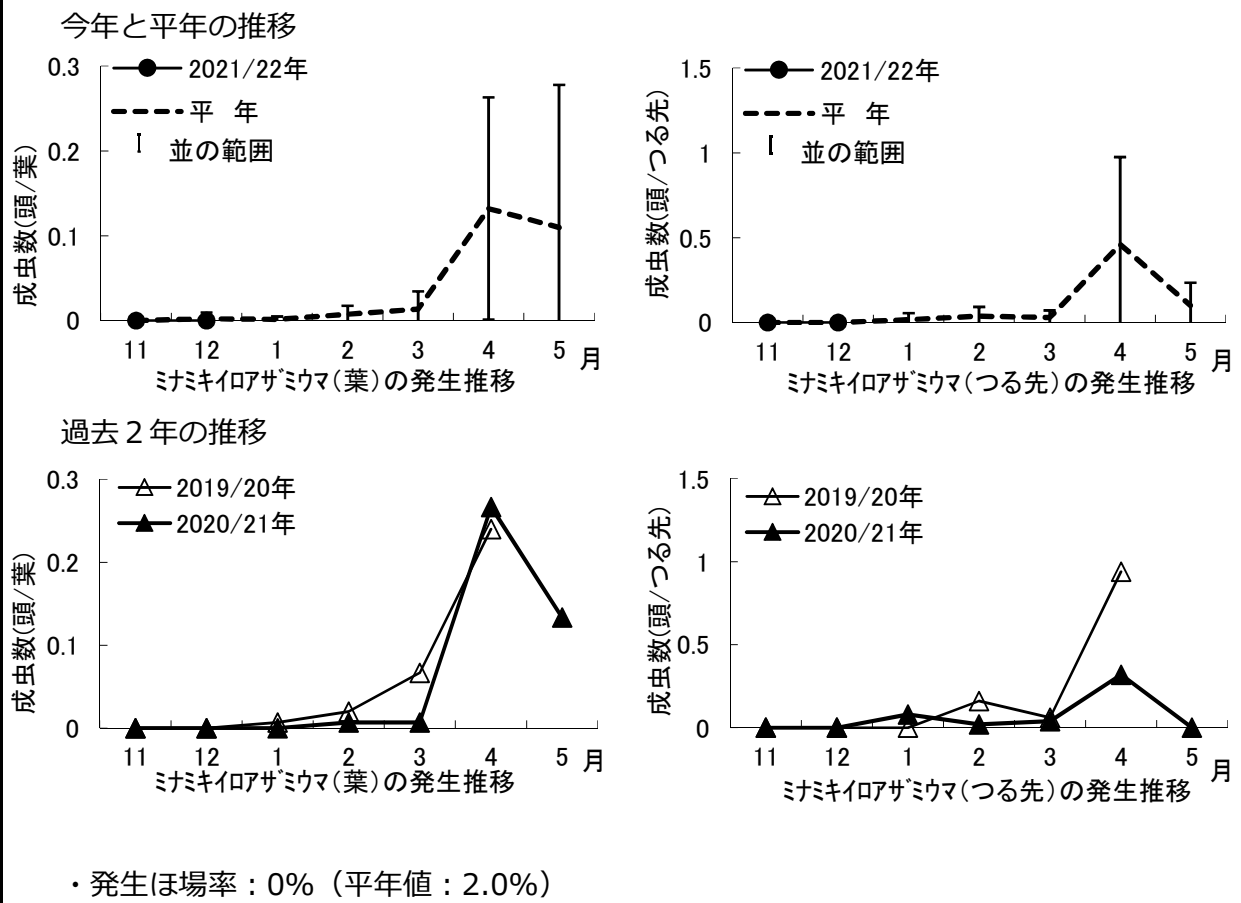 今年と平年の推移
0.3
0.2
0.1
0
成虫数(頭/葉)
2021/22年
平　年
並の範囲
11 12 1 2 3 4 5 月
ﾐﾅﾐｷｲﾛｱｻﾞﾐｳﾏ(葉)の発生推移
1.5
1
0.5
0
成虫数(頭/つる先)
2021/22年
平　年
並の範囲
11 12 1 2 3 4 5 月
ﾐﾅﾐｷｲﾛｱｻﾞﾐｳﾏ(つる先)の発生推移
過去２年の推移
0.3
0.2
0.1
0
成虫数(頭/葉)
2019/20年
2020/21年
11 12 1 2 3 4 5 月
ﾐﾅﾐｷｲﾛｱｻﾞﾐｳﾏ(葉)の発生推移
1.5
1
0.5
0
成虫数(頭/つる先)
2019/20年
2020/21年
11 12 1 2 3 4 5 月
ﾐﾅﾐｷｲﾛｱｻﾞﾐｳﾏ(つる先)の発生推移
・発生ほ場率：0%（平年値：2.0%）